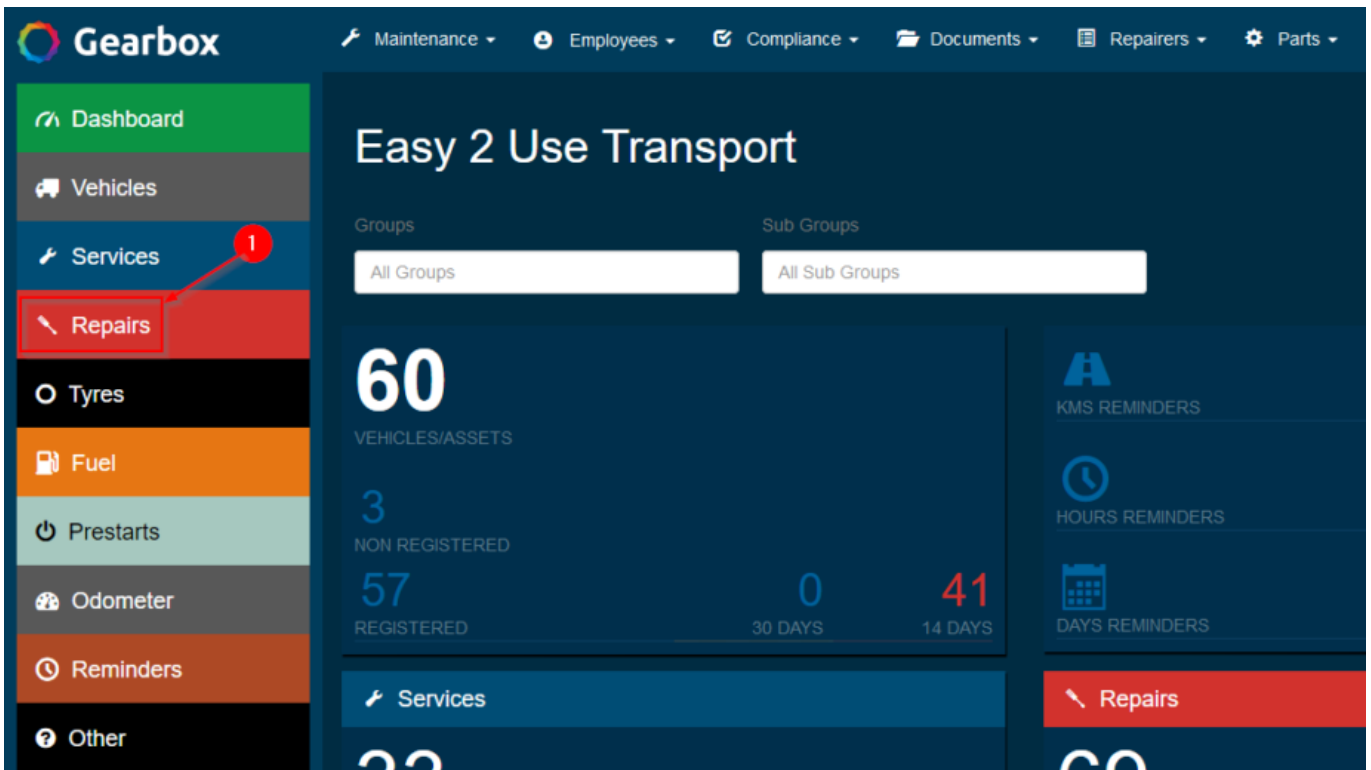 Gearbox
Maintenance
Employees
Compliance
Documents
Repairers
Parts
Dashboard
Vehicles
Services
1
Repairs
Tyres
Fuel
Prestarts
Odometer
Reminders
Other
Easy 2 Use Transport
Groups
Sub Groups
All Groups
All Sub Groups
60
VEHICLES/ASSETS
3
NON REGISTERED
57
REGISTERED
0
30 DAYS
41
14 DAYS
KMS REMINDERS
HOURS REMINDERS
DAYS REMINDERS
Services
Repairs